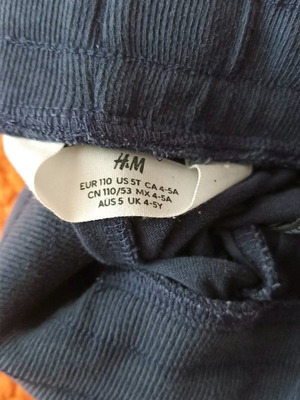 H&M
EUR 110 US 5T CA 4-5A
CN 110/53 MX 4-5A
AUS 5 UK 4-5Y